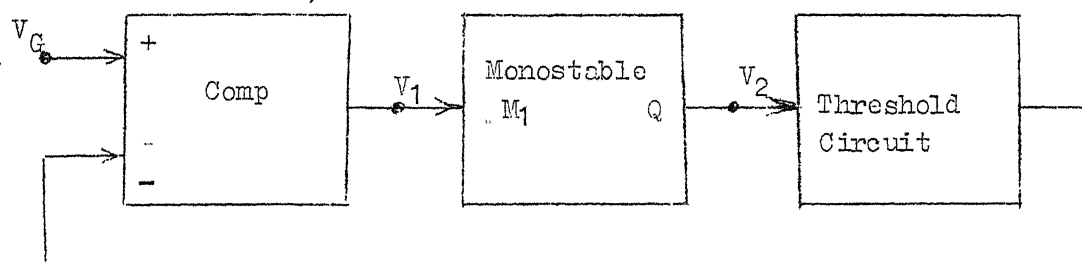 V_G
+
Comp
-
-
V_1
Monostable
M_1 Q
V_2
Threshold
Circuit